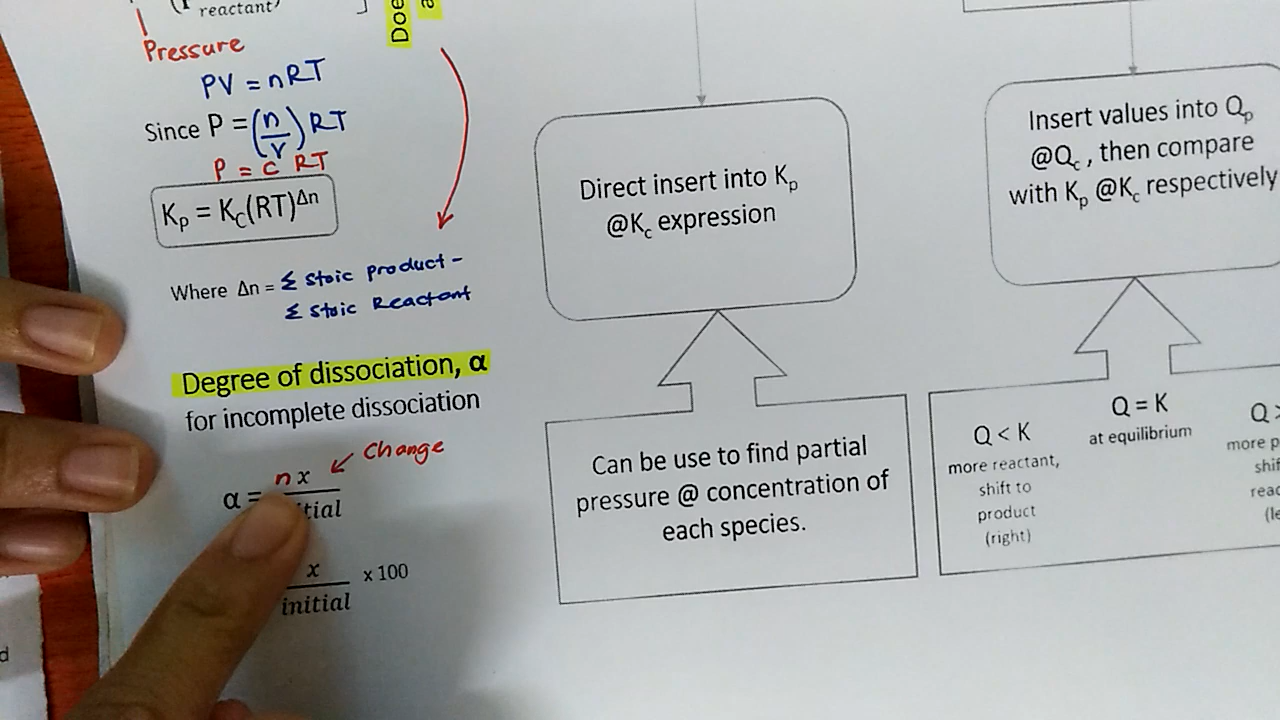 reactant
Pressure
PV = nRT
Since P = (n/V) RT
P = C RT
Kp = KC(RT)Δn
Where Δn = Σ stoic product -
Σ stoic Reactant
Degree of dissociation, α
for incomplete dissociation
Change
α = nx
x
initial
x 100
Direct insert into Kp
@Kc expression
Can be use to find partial
pressure @ concentration of
each species.
Insert values into Qp
@Qc , then compare
with Kp @Kc respectively
Q < K
more reactant,
shift to
product
(right)
Q = K
at equilibrium
Q >
more